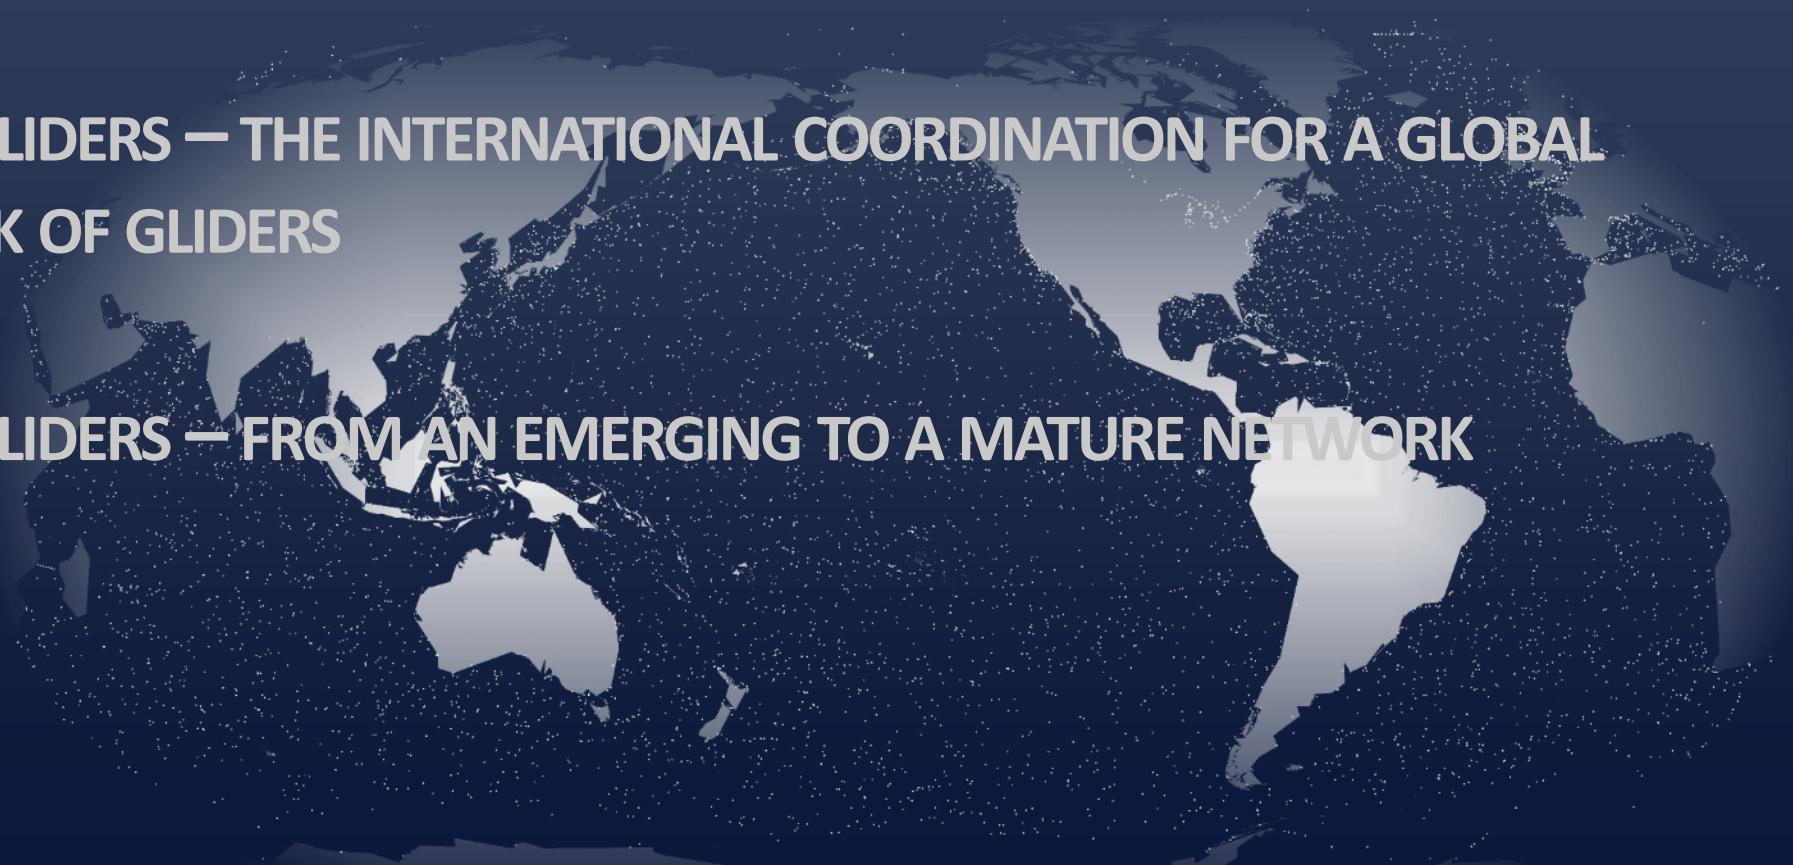 LIDERS – THE INTERNATIONAL COORDINATION FOR A GLOBAL
K OF GLIDERS
LIDERS – FROM AN EMERGING TO A MATURE NETWORK